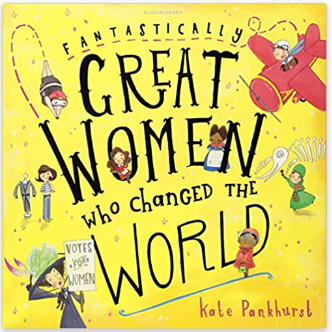 BLOOMSBURY
FANTASTICALLY
GREAT
WOMEN
WHO CHANGED THE
WORLD
VOTES
FOR
WOMEN
Kate Pankhurst